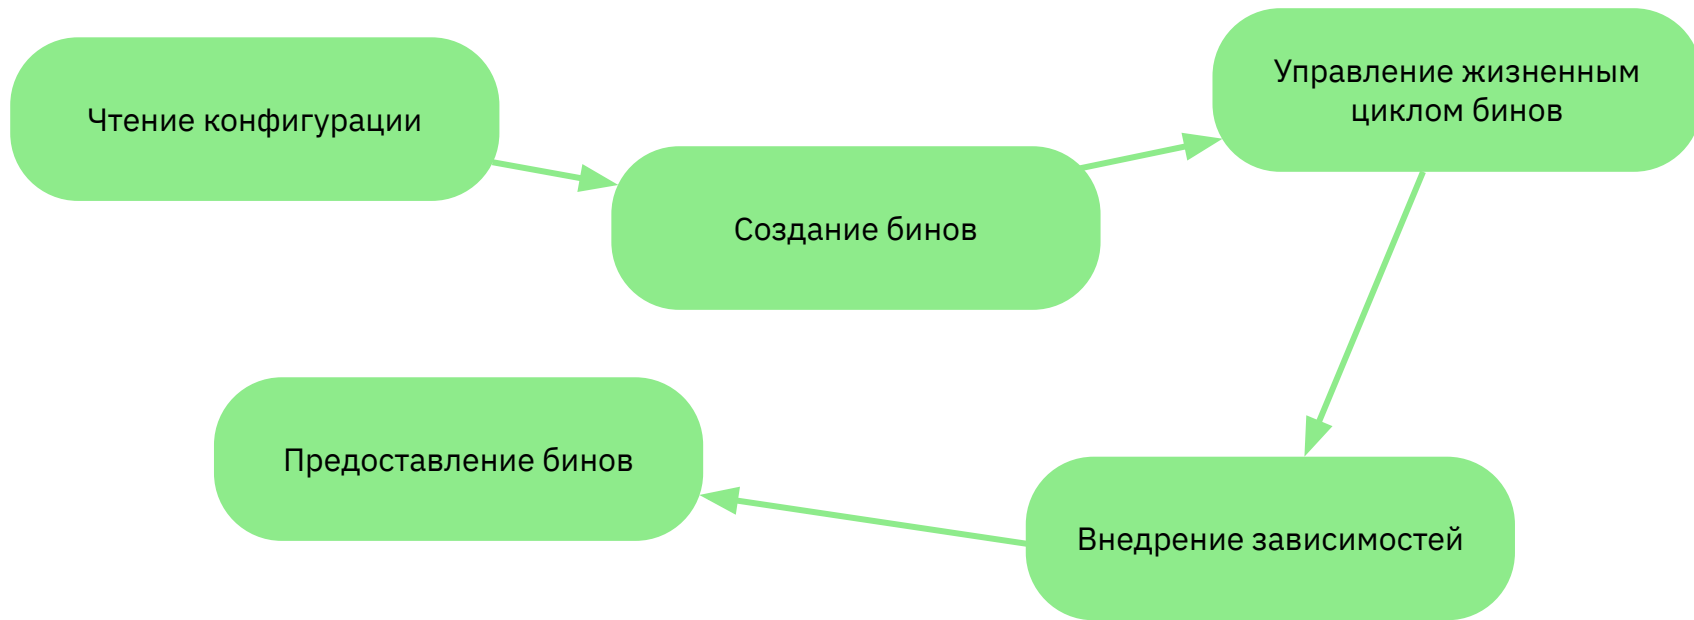 Чтение конфигурации
Создание бинов
Управление жизненным
циклом бинов
Внедрение зависимостей
Предоставление бинов